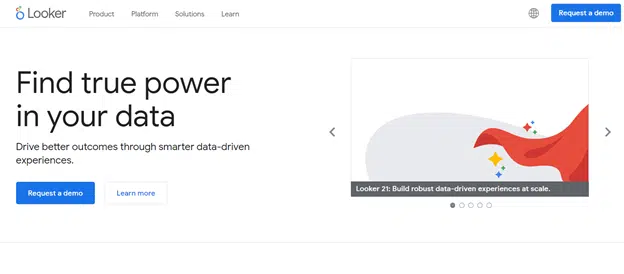 Looker
Product
Platform
Solutions
Learn
Request a demo
Find true power
in your data
Drive better outcomes through smarter data-driven
experiences.
Request a demo
Learn more
Looker 21: Build robust data-driven experiences at scale.